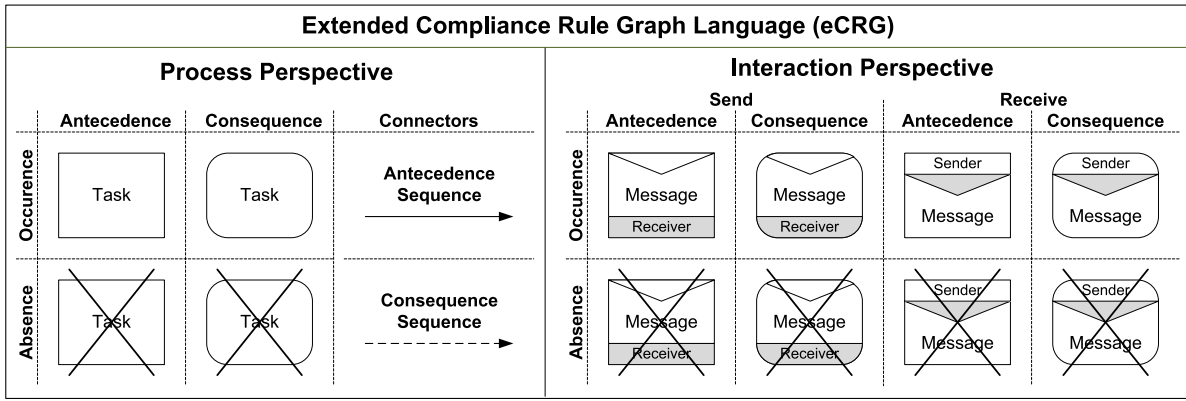 Extended Compliance Rule Graph Language (eCRG)
Process Perspective
Antecedence Consequence Connectors
Occurence
Task Task
Antecedence
Sequence
Absence
Task Task
Consequence
Sequence
Interaction Perspective
Send Receive
Antecedence Consequence Antecedence Consequence
Occurence
Sender Sender
Message Message
Message Message
Receiver Receiver
Absence
Sender Sender
Message Message
Message Message
Receiver Receiver